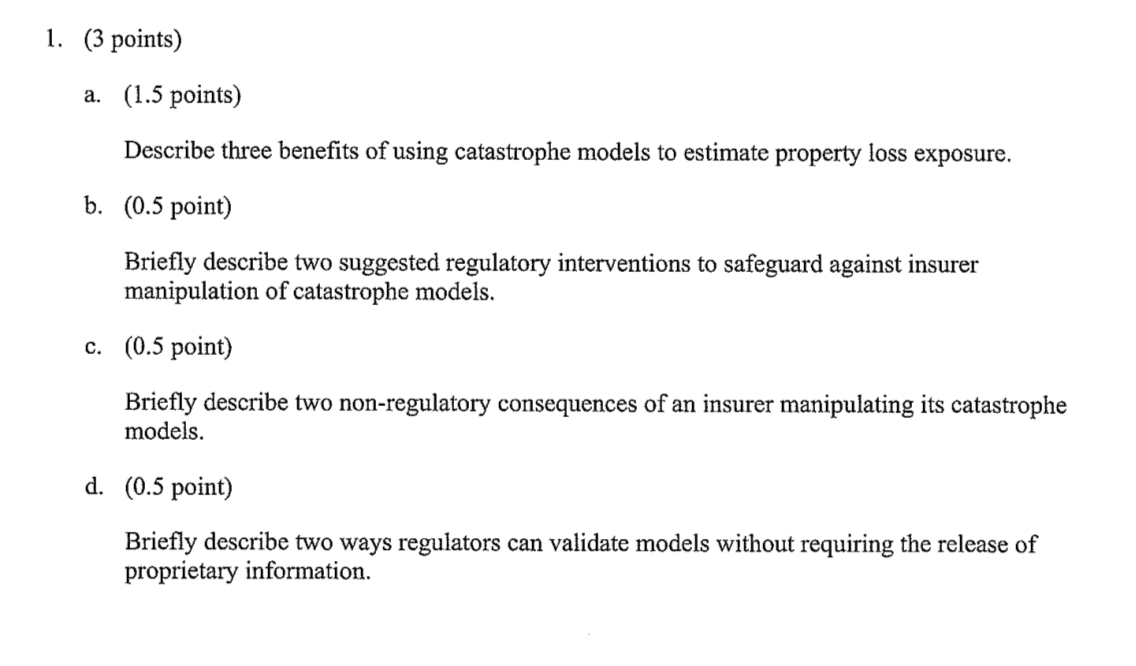 1. (3 points)
a. (1.5 points)
Describe three benefits of using catastrophe models to estimate property loss exposure.
b. (0.5 point)
Briefly describe two suggested regulatory interventions to safeguard against insurer
manipulation of catastrophe models.
c. (0.5 point)
Briefly describe two non-regulatory consequences of an insurer manipulating its catastrophe
models.
d. (0.5 point)
Briefly describe two ways regulators can validate models without requiring the release of
proprietary information.